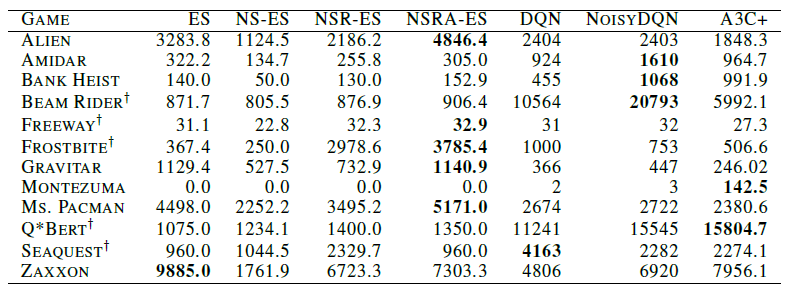 GAME ES NS-ES NSR-ES NSRA-ES DQN NOISYDQN A3C+
ALIEN 3283.8 1124.5 2186.2 4846.4 2404 2403 1848.3
AMIDAR 322.2 134.7 255.8 305.0 924 1610 964.7
BANK HEIST 140.0 50.0 130.0 152.9 455 1068 991.9
BEAM RIDER† 871.7 805.5 876.9 906.4 10564 20793 5992.1
FREEWAY† 31.1 22.8 32.3 32.9 31 32 27.3
FROSTBITE† 367.4 250.0 2978.6 3785.4 1000 753 506.6
GRAVITAR 1129.4 527.5 732.9 1140.9 366 447 246.02
MONTEZUMA 0.0 0.0 0.0 0.0 2 3 142.5
MS. PACMAN 4498.0 2252.2 3495.2 5171.0 2674 2722 2380.6
Q*BERT† 1075.0 1234.1 1400.0 1350.0 11241 15545 15804.7
SEAQUEST† 960.0 1044.5 2329.7 960.0 4163 2282 2274.1
ZAXXON 9885.0 1761.9 6723.3 7303.3 4806 6920 7956.1